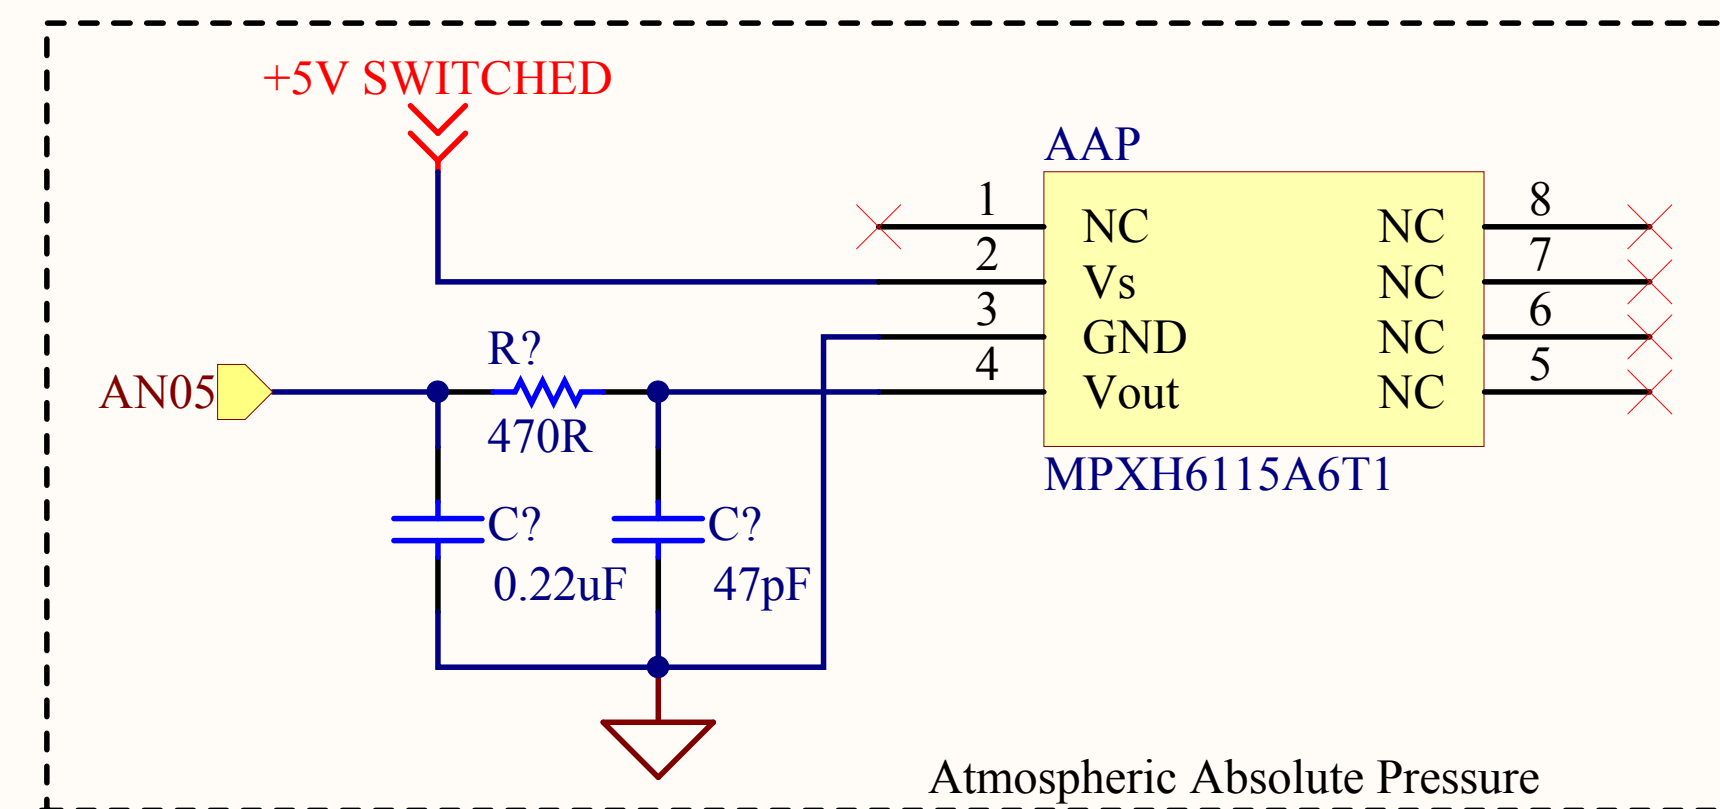 +5V SWITCHED
AAP
1
NC
NC
8
2
Vs
NC
7
3
GND
NC
6
4
Vout
NC
5
MPXH6115A6T1
AN05
R?
470R
C?
0.22uF
C?
47pF
Atmospheric Absolute Pressure